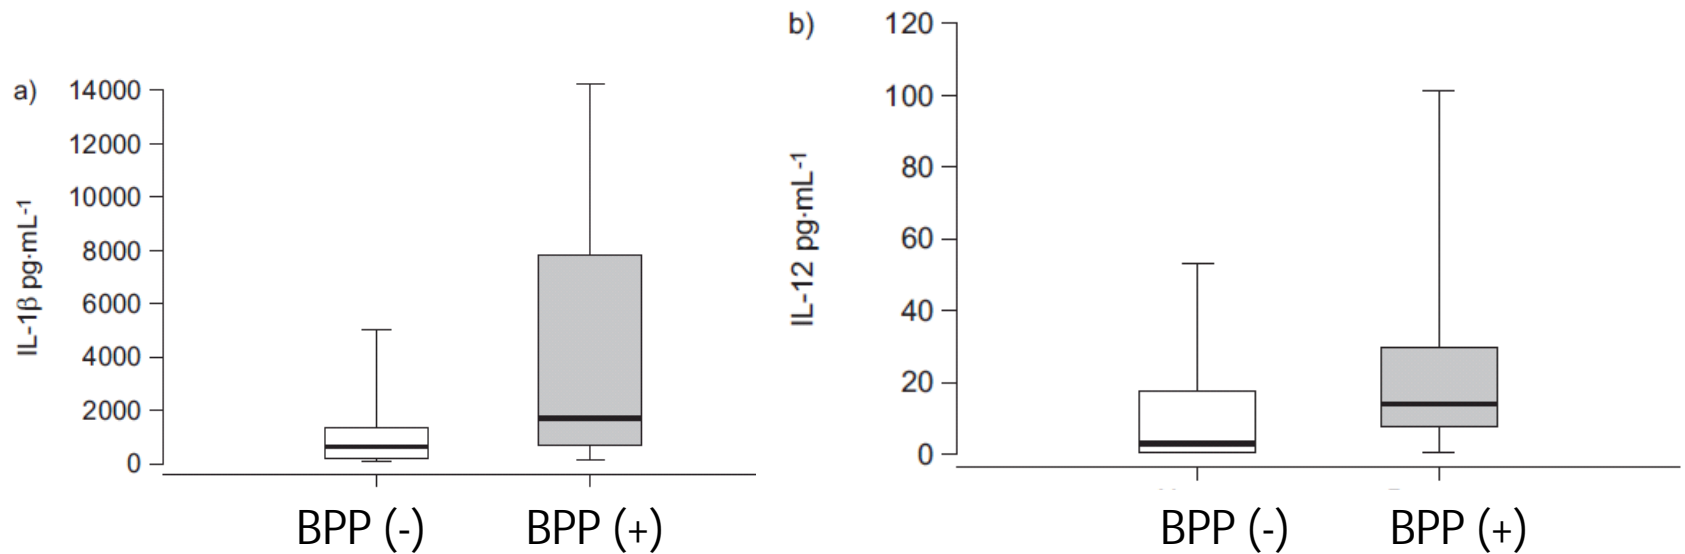 a)
IL-1β pg·mL-1
14000
12000
10000
8000
6000
4000
2000
0
BPP (-)
BPP (+)
b)
IL-12 pg·mL-1
120
100
80
60
40
20
0
BPP (-)
BPP (+)